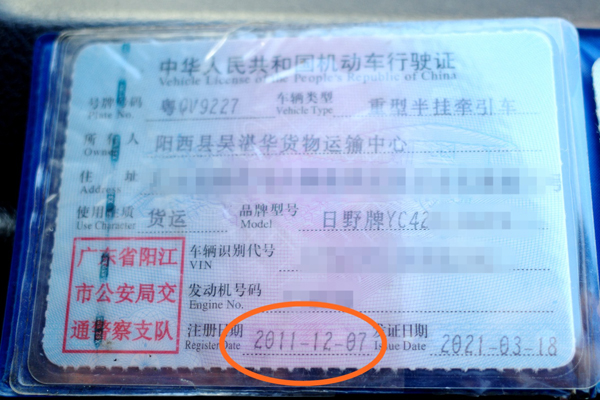 中华人民共和国机动车行驶证
Vehicle License of the People's Republic of China
号牌号码 粤QV9227 车辆类型 重型半挂牵引车
Plate No. Vehicle Type
所有人 阳西县吴湛华货物运输中心
Owner
住址 号
Address
使用性质 货运 品牌型号 日野牌YC42
Use Character Model
广东省阳江 车辆识别代号
VIN
市公安局交 发动机号码
Engine No.
通警察支队 注册日期 2011-12-07 发证日期 2021-03-18
Register Date Issue Date